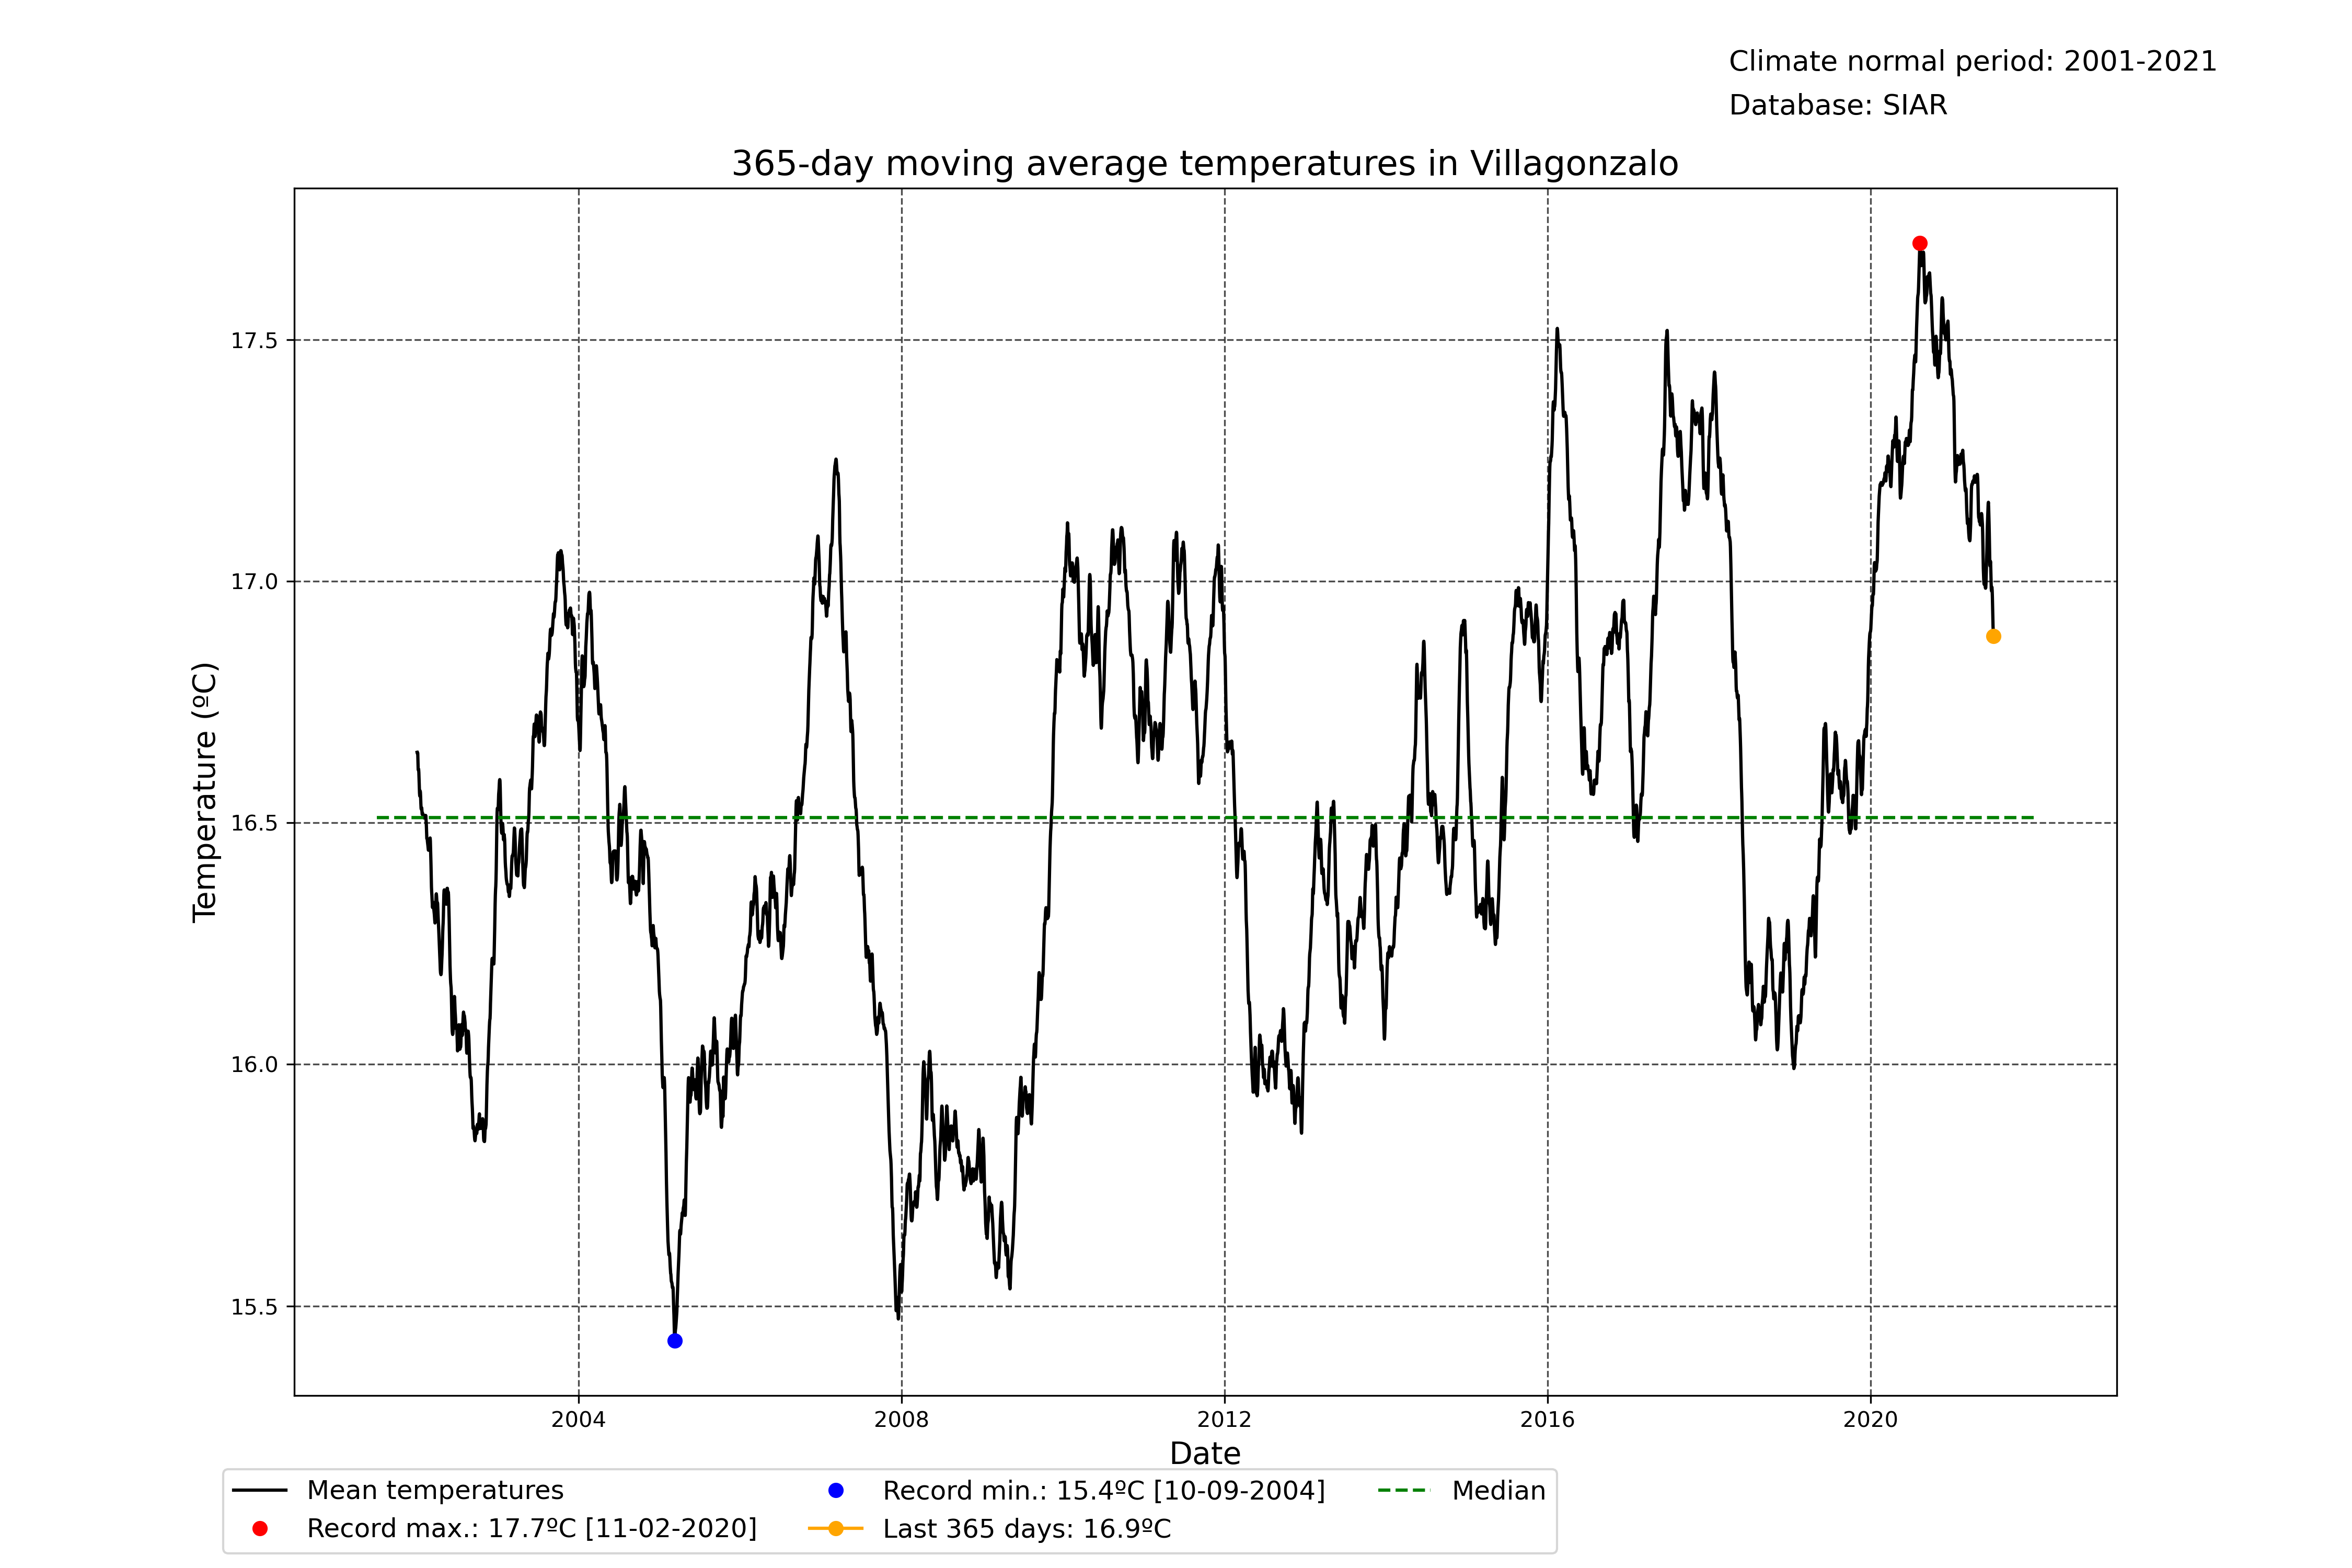 Climate normal period: 2001-2021
Database: SIAR
365-day moving average temperatures in Villagonzalo
Temperature (ºC)
17.5
17.0
16.5
16.0
15.5
2004 2008 2012 2016 2020
Date
Mean temperatures
Record max.: 17.7ºC [11-02-2020]
Record min.: 15.4ºC [10-09-2004]
Last 365 days: 16.9ºC
Median